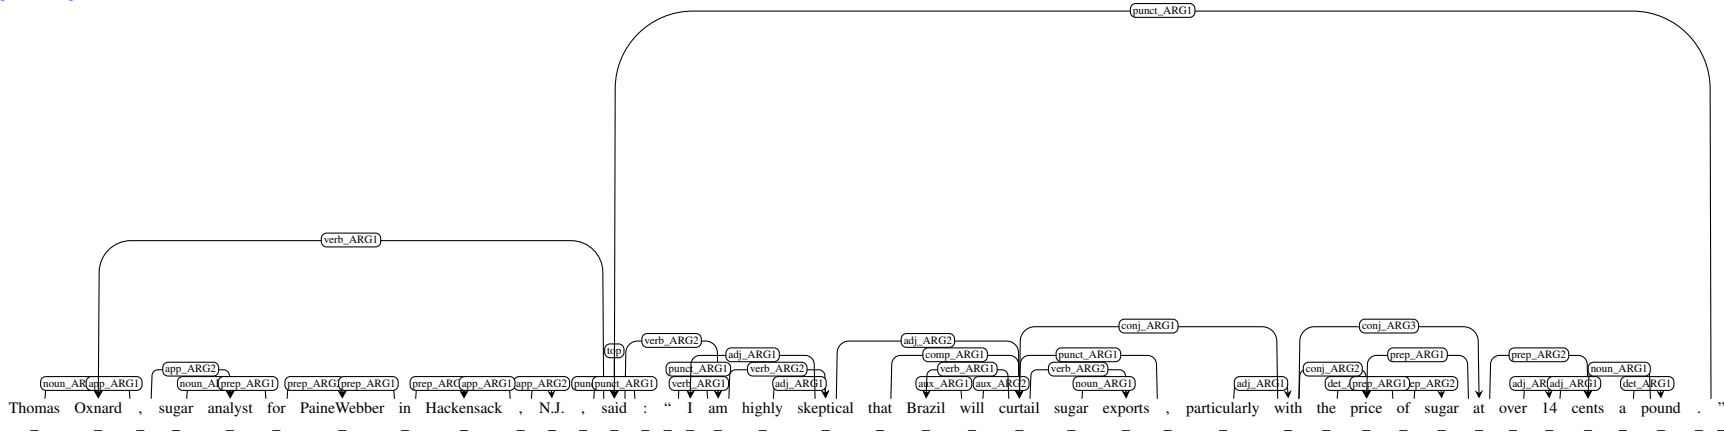 punct_ARG1
verb_ARG1
conj_ARG1 conj_ARG3
top verb_ARG2 adj_ARG2
adj_ARG1 comp_ARG1 punct_ARG1 prep_ARG1 prep_ARG2
app_ARG2 punct_ARG1 verb_ARG2 verb_ARG1 verb_ARG2 conj_ARG2 noun_ARG1
app_ARG1 prep_ARG1 prep_ARG1 app_ARG1 app_ARG2 punct_ARG1 verb_ARG1 adj_ARG1 aux_ARG1 aux_ARG2 noun_ARG1 adj_ARG1 prep_ARG1 adj_ARG1 det_ARG1
Thomas Oxnard , sugar analyst for PaineWebber in Hackensack , N.J. , said : “ I am highly skeptical that Brazil will curtail sugar exports , particularly with the price of sugar at over 14 cents a pound . ”